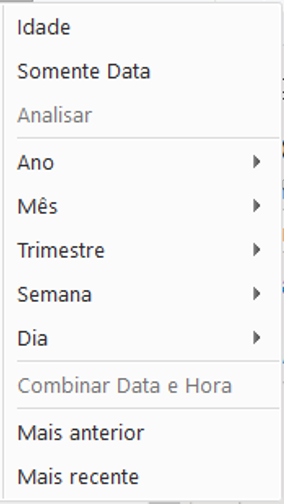 Idade
Somente Data
Analisar
Ano
Mês
Trimestre
Semana
Dia
Combinar Data e Hora
Mais anterior
Mais recente